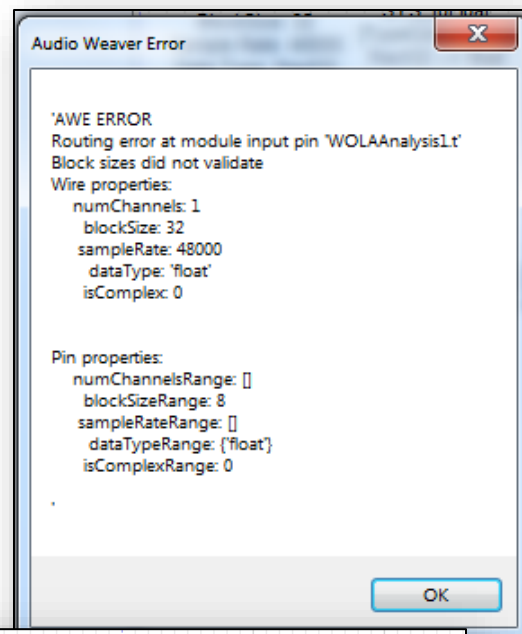 Audio Weaver Error
'AWE ERROR
Routing error at module input pin 'WOLAAnalysis1.t'
Block sizes did not validate
Wire properties:
numChannels: 1
blockSize: 32
sampleRate: 48000
dataType: 'float'
isComplex: 0
Pin properties:
numChannelsRange: []
blockSizeRange: 8
sampleRateRange: []
dataTypeRange: {'float'}
isComplexRange: 0
'
OK